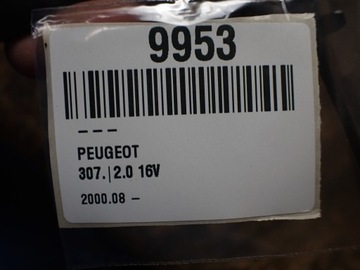 9953
- - -
PEUGEOT
307.|2.0 16V
2000.08 -